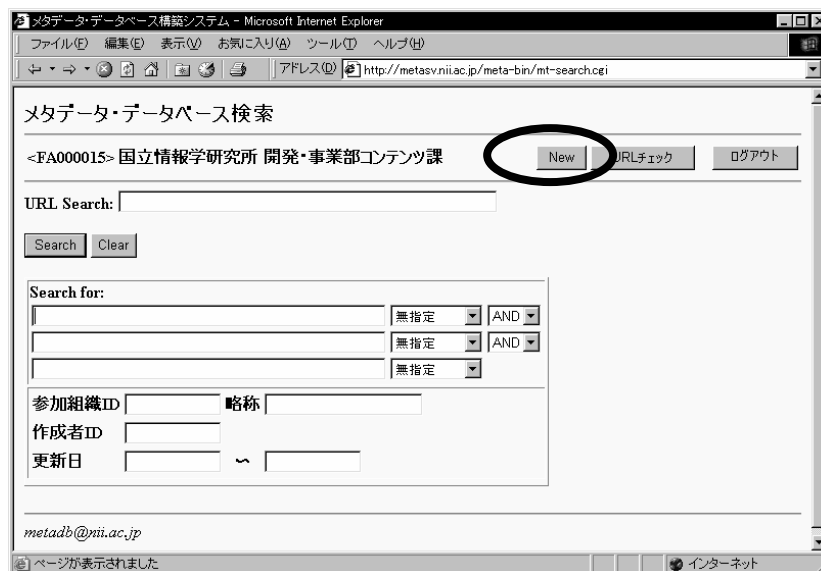 メタデータ・データベース構築システム - Microsoft Internet Explorer
ファイル(F) 編集(E) 表示(V) お気に入り(A) ツール(T) ヘルプ(H)
アドレス(D) http://metasv.nii.ac.jp/meta-bin/mt-search.cgi
メタデータ・データベース検索
<FA000015> 国立情報学研究所 開発・事業部コンテンツ課 New URLチェック ログアウト
URL Search:
Search Clear
Search for:
無指定 AND
無指定 AND
無指定
参加組織ID 略称
作成者ID
更新日 ~
metadb@nii.ac.jp
ページが表示されました インターネット